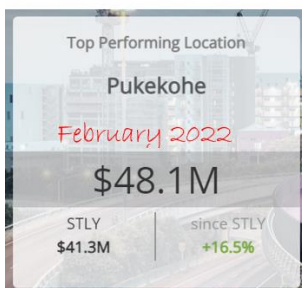 Top Performing Location
Pukekohe
February 2022
$48.1M
STLY since STLY
$41.3M +16.5%